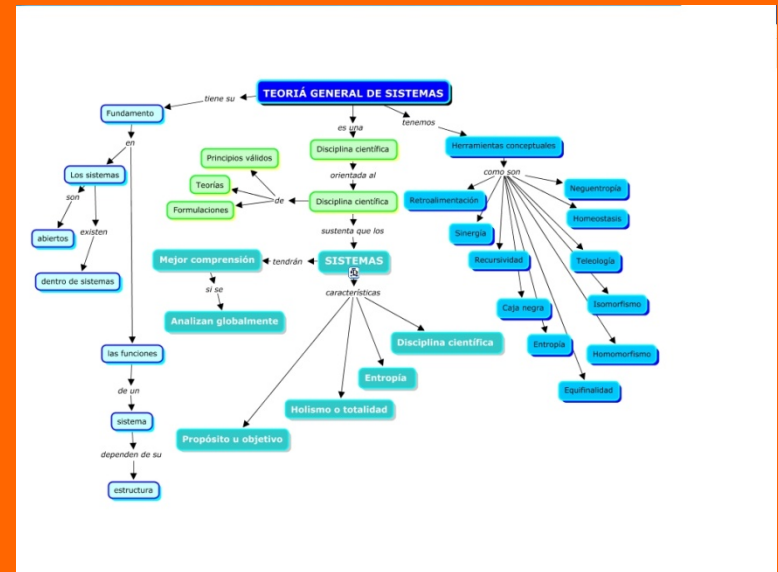 TEORIÁ GENERAL DE SISTEMAS
tiene su
Fundamento
en
Los sistemas
son
abiertos
existen
dentro de sistemas
las funciones
de un
sistema
dependen de su
estructura
es una
Disciplina científica
orientada al
Disciplina científica
de
Principios válidos
Teorías
Formulaciones
sustenta que los
SISTEMAS
tendrán
Mejor comprensión
si se
Analizan globalmente
características
Disciplina científica
Entropía
Holismo o totalidad
Propósito u objetivo
tenemos
Herramientas conceptuales
como son
Retroalimentación
Sinergía
Recursividad
Caja negra
Entropía
Equifinalidad
Homomorfismo
Isomorfismo
Teleología
Homeostasis
Neguentropía